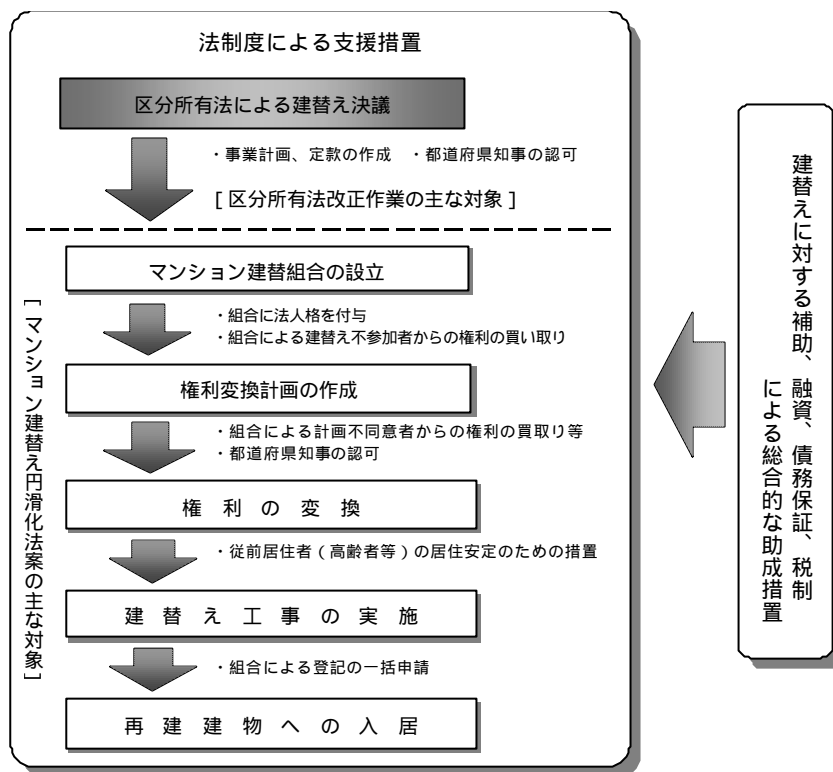 法制度による支援措置
区分所有法による建替え決議
・事業計画、定款の作成 ・都道府県知事の認可
[ 区分所有法改正作業の主な対象 ]
マンション建替組合の設立
・組合に法人格を付与
・組合による建替え不参加者からの権利の買い取り
権利変換計画の作成
・組合による計画不同意者からの権利の買取り等
・都道府県知事の認可
権利の変換
・従前居住者(高齢者等)の居住安定のための措置
建替え工事の実施
・組合による登記の一括申請
再建建物への入居
[マンション建替え円滑化法案の主な対象]
建替えに対する補助、融資、債務保証、税制
による総合的な助成措置